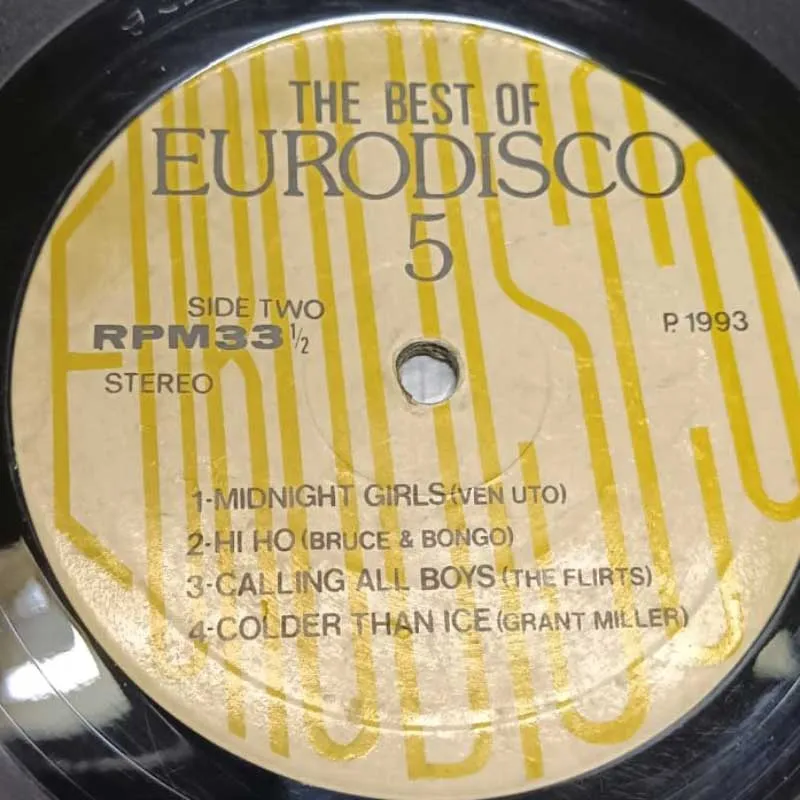 THE BEST OF
EURODISCO
5
SIDE TWO
RPM33 1/2
STEREO
P. 1993
1-MIDNIGHT GIRLS (VEN UTO)
2-HI HO (BRUCE & BONGO)
3-CALLING ALL BOYS (THE FLIRTS)
4-COLDER THAN ICE (GRANT MILLER)
EURODISCO